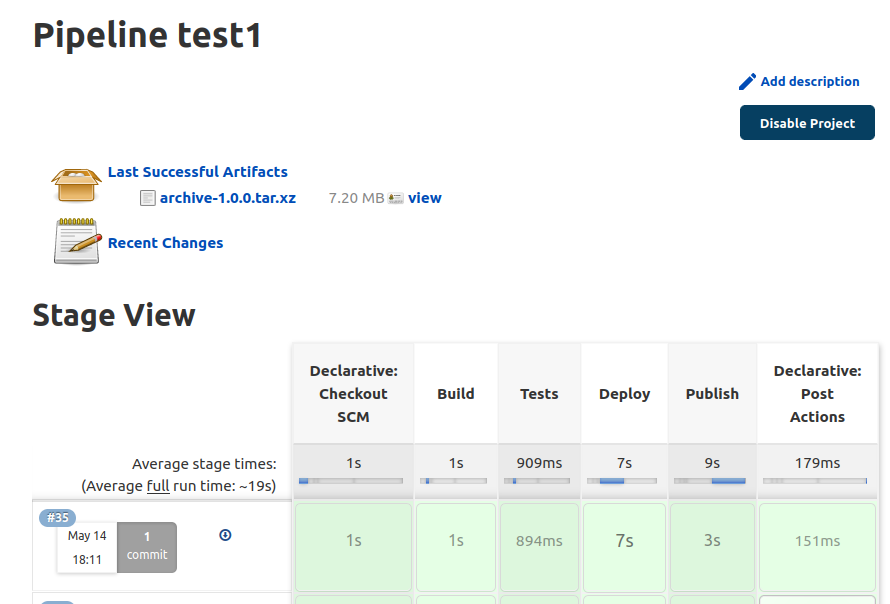 Pipeline test1
Add description
Disable Project
Last Successful Artifacts
archive-1.0.0.tar.xz 7.20 MB view
Recent Changes
Stage View
Declarative: Checkout SCM
Build
Tests
Deploy
Publish
Declarative: Post Actions
Average stage times:
(Average full run time: ~19s)
1s 1s 909ms 7s 9s 179ms
#35
May 14
18:11
1
commit
1s 1s 894ms 7s 3s 151ms